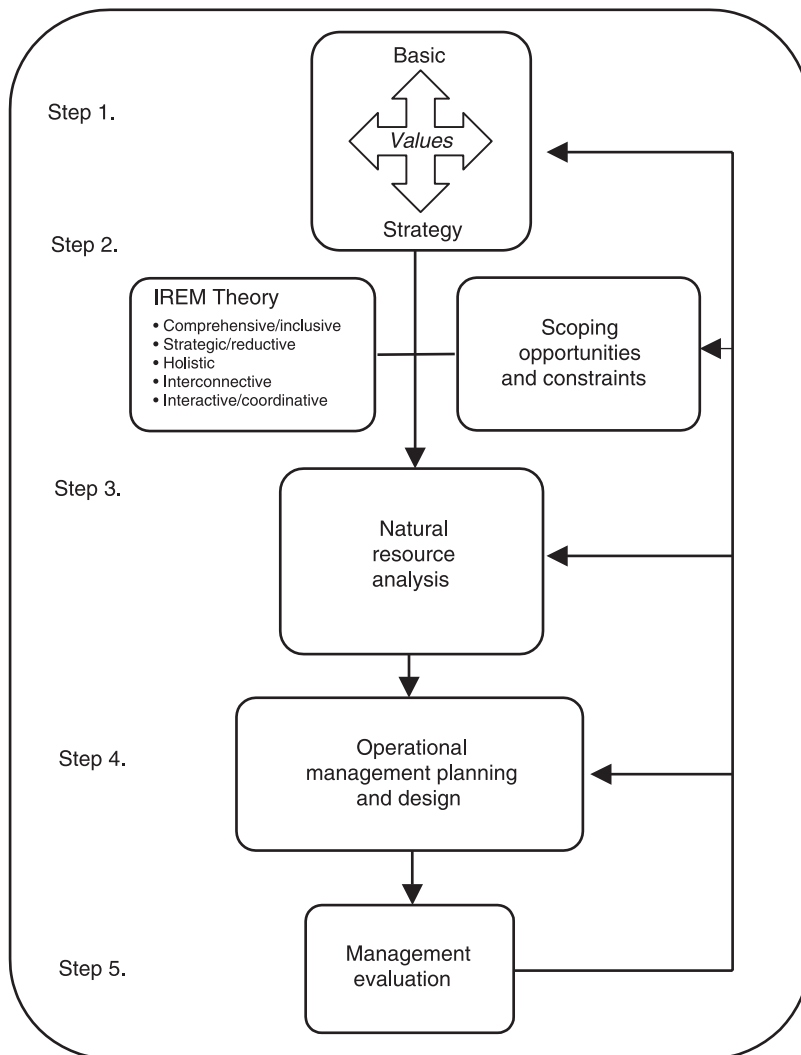 Step 1.
Basic
Values
Strategy
Step 2.
IREM Theory
• Comprehensive/inclusive
• Strategic/reductive
• Holistic
• Interconnective
• Interactive/coordinative
Scoping
opportunities
and constraints
Step 3.
Natural
resource
analysis
Step 4.
Operational
management planning
and design
Step 5.
Management
evaluation